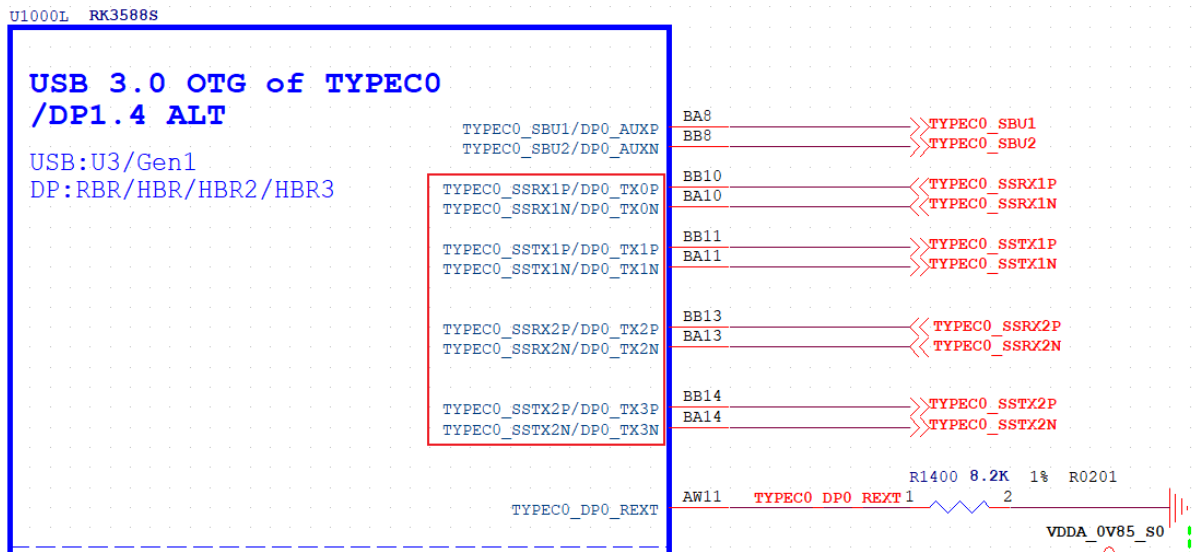 U1000L RK3588S
USB 3.0 OTG of TYPEC0
/DP1.4 ALT
USB:U3/Gen1
DP:RBR/HBR/HBR2/HBR3
TYPEC0_SBU1/DP0_AUXP BA8 TYPEC0_SBU1
TYPEC0_SBU2/DP0_AUXN BB8 TYPEC0_SBU2
TYPEC0_SSRX1P/DP0_TX0P BB10 TYPEC0_SSRX1P
TYPEC0_SSRX1N/DP0_TX0N BA10 TYPEC0_SSRX1N
TYPEC0_SSTX1P/DP0_TX1P BB11 TYPEC0_SSTX1P
TYPEC0_SSTX1N/DP0_TX1N BA11 TYPEC0_SSTX1N
TYPEC0_SSRX2P/DP0_TX2P BB13 TYPEC0_SSRX2P
TYPEC0_SSRX2N/DP0_TX2N BA13 TYPEC0_SSRX2N
TYPEC0_SSTX2P/DP0_TX3P BB14 TYPEC0_SSTX2P
TYPEC0_SSTX2N/DP0_TX3N BA14 TYPEC0_SSTX2N
R1400 8.2K 1% R0201
TYPEC0_DP0_REXT AW11 TYPEC0 DP0 REXT 1 2
VDDA_0V85_S0